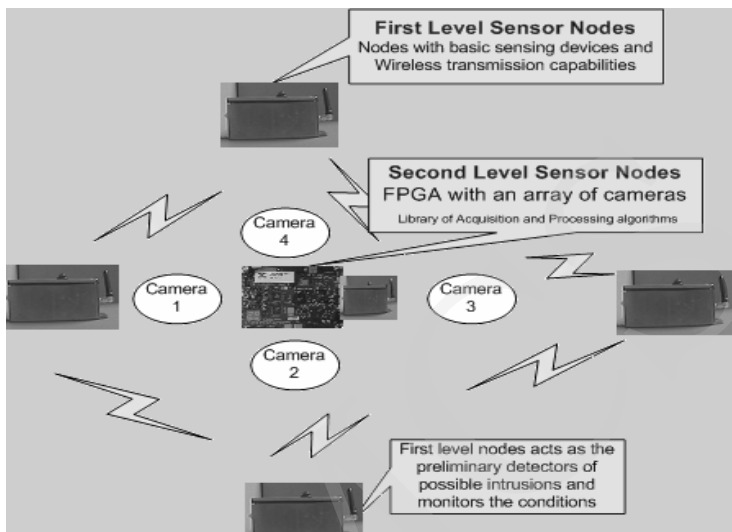 First Level Sensor Nodes
Nodes with basic sensing devices and
Wireless transmission capabilities
Second Level Sensor Nodes
FPGA with an array of cameras
Library of Acquisition and Processing algorithms
Camera
4
Camera
1
Camera
3
Camera
2
First level nodes acts as the
preliminary detectors of
possible intrusions and
monitors the conditions